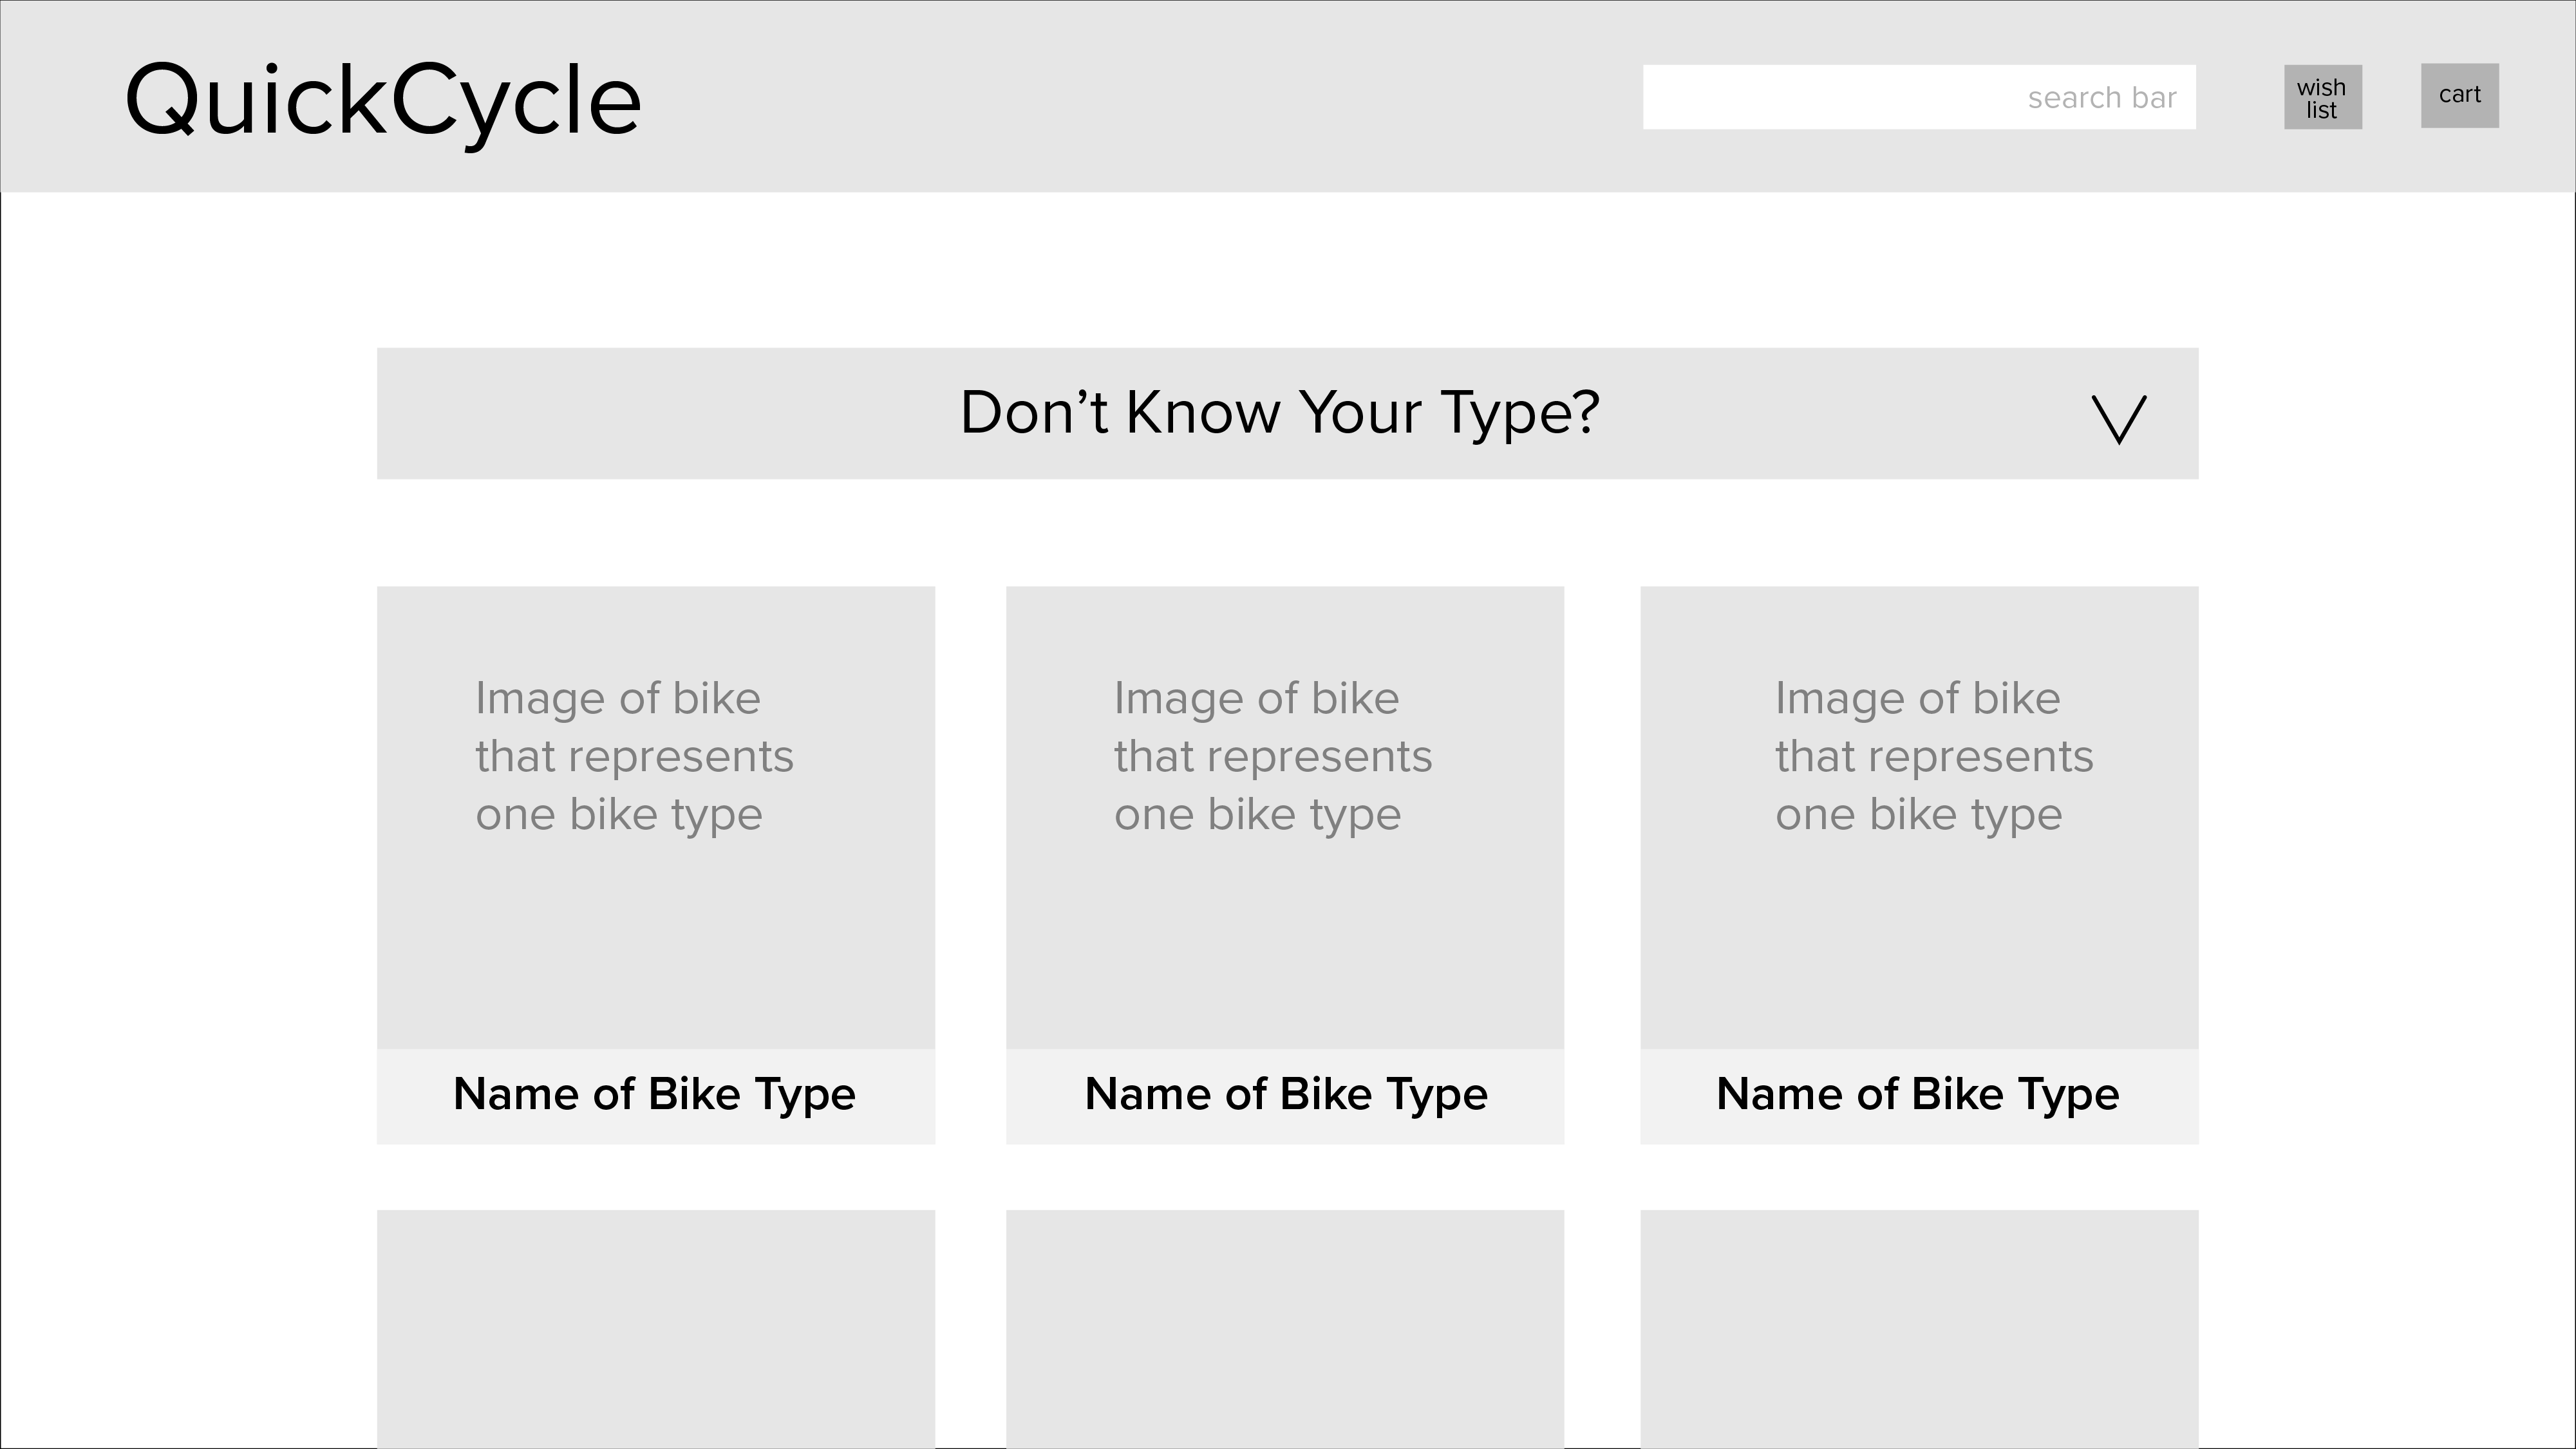 QuickCycle
search bar
wish
list
cart
Don’t Know Your Type?
Image of bike
that represents
one bike type
Name of Bike Type
Image of bike
that represents
one bike type
Name of Bike Type
Image of bike
that represents
one bike type
Name of Bike Type